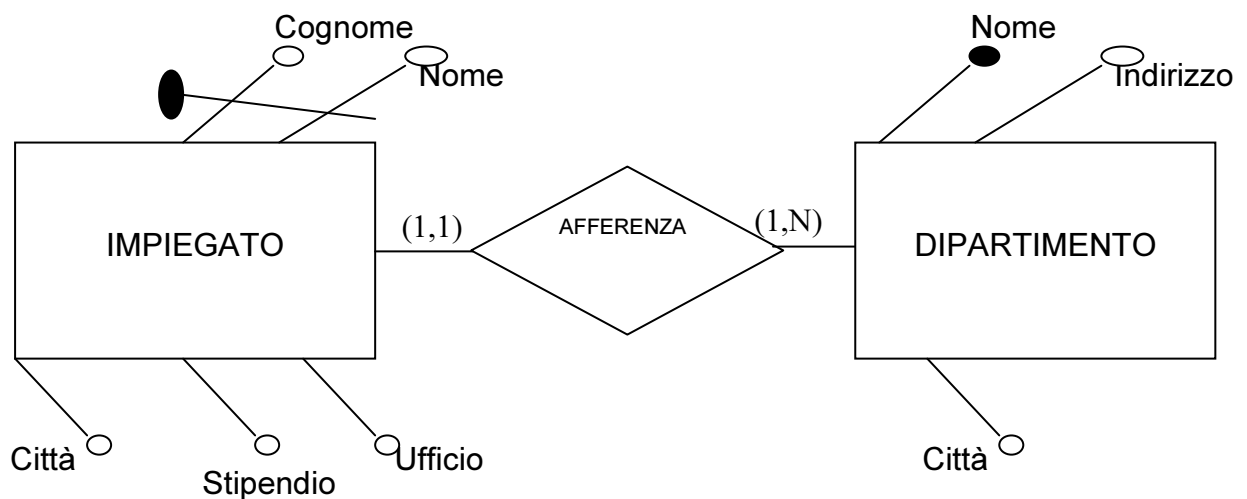 Cognome
Nome
Nome
Indirizzo
IMPIEGATO
(1,1)
AFFERENZA
(1,N)
DIPARTIMENTO
Città
Stipendio
Ufficio
Città